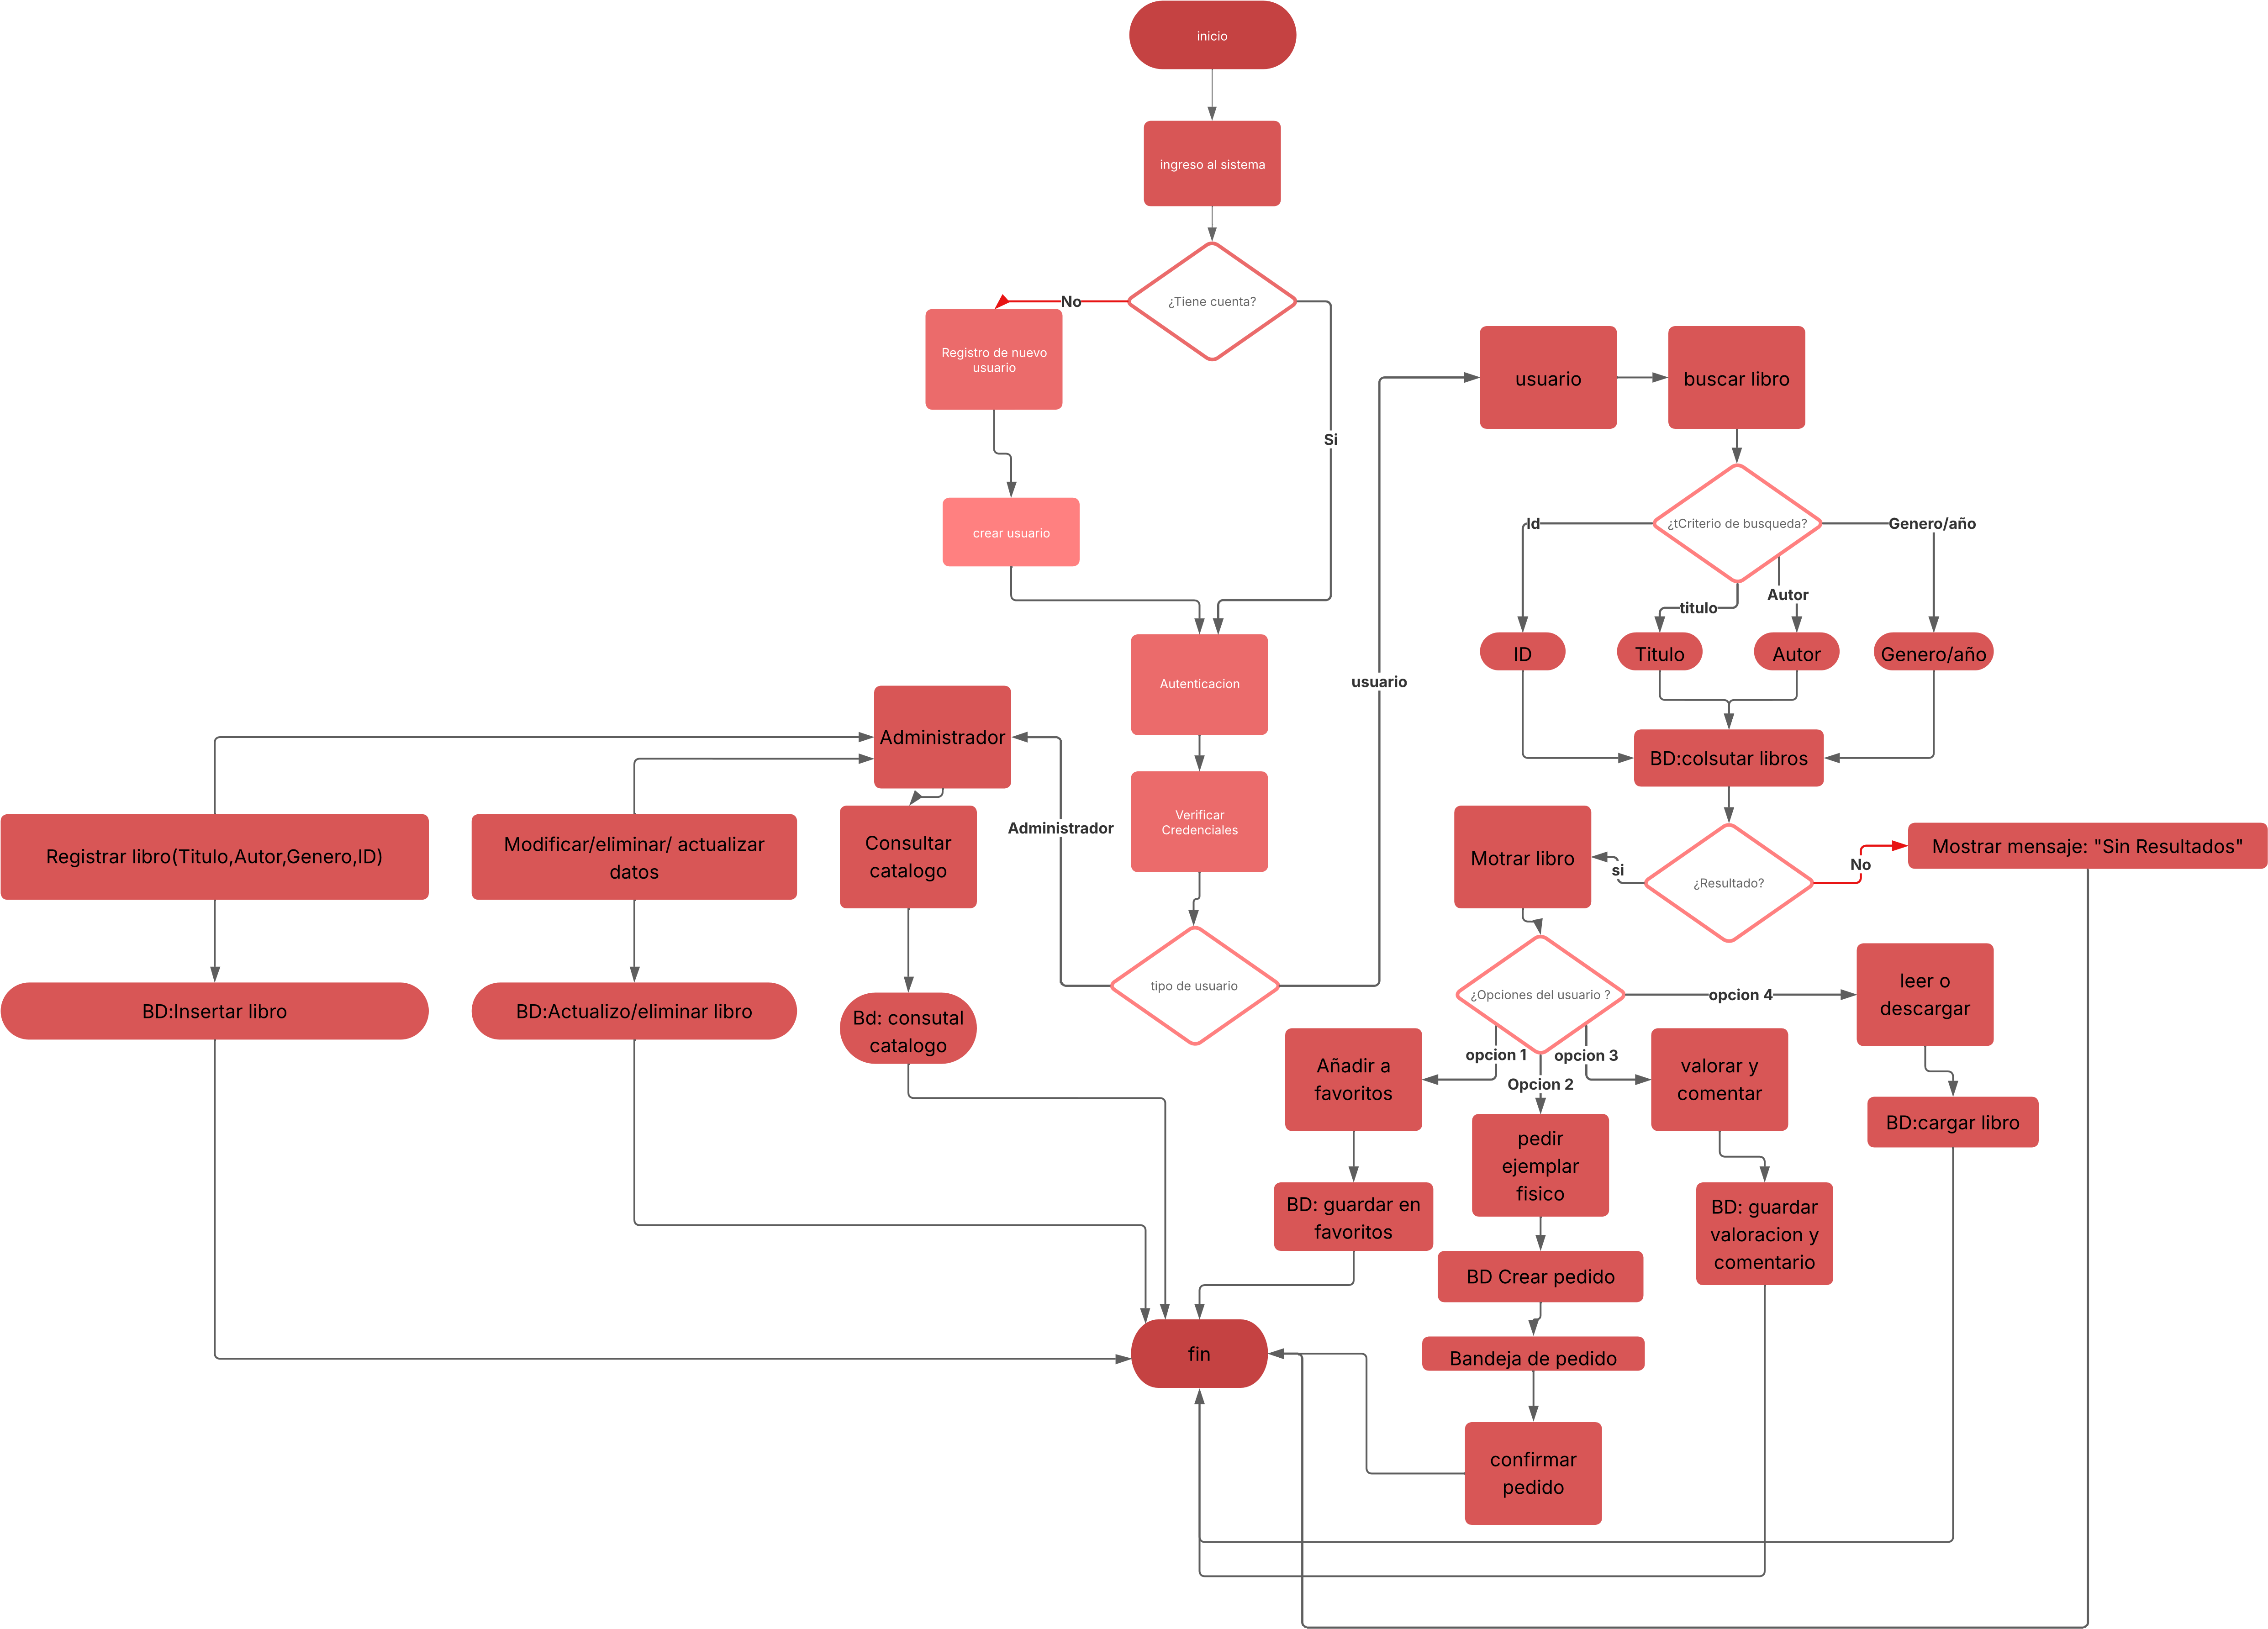 inicio
ingreso al sistema
¿Tiene cuenta?
No
Si
Registro de nuevo
usuario
crear usuario
Autenticacion
Verificar
Credenciales
tipo de usuario
Administrador
usuario
Administrador
Registrar libro(Titulo,Autor,Genero,ID)
Modificar/eliminar/ actualizar
datos
Consultar
catalogo
BD:Insertar libro
BD:Actualizo/eliminar libro
Bd: consutal
catalogo
usuario
buscar libro
¿tCriterio de busqueda?
Id
titulo
Autor
Genero/año
ID
Titulo
Autor
Genero/año
BD:colsutar libros
¿Resultado?
si
No
Motrar libro
Mostrar mensaje: "Sin Resultados"
¿Opciones del usuario ?
opcion 1
Opcion 2
opcion 3
opcion 4
Añadir a
favoritos
pedir
ejemplar
fisico
valorar y
comentar
leer o
descargar
BD: guardar en
favoritos
BD Crear pedido
BD: guardar
valoracion y
comentario
BD:cargar libro
Bandeja de pedido
confirmar
pedido
fin